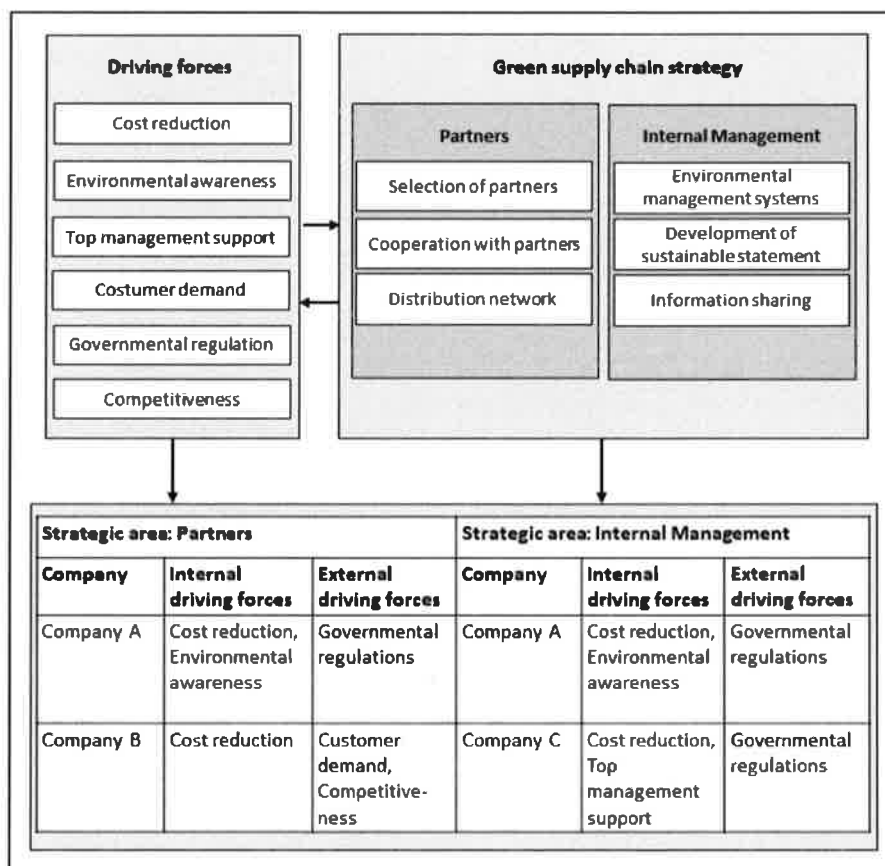 Driving forces
Cost reduction
Environmental awareness
Top management support
Costumer demand
Governmental regulation
Competitiveness
Green supply chain strategy
Partners
Selection of partners
Cooperation with partners
Distribution network
Internal Management
Environmental
management systems
Development of
sustainable statement
Information sharing
Strategic area: Partners
Strategic area: Internal Management
Company
Internal
driving forces
External
driving forces
Company
Internal
driving forces
External
driving forces
Company A
Cost reduction,
Environmental
awareness
Governmental
regulations
Company A
Cost reduction,
Environmental
awareness
Governmental
regulations
Company B
Cost reduction
Customer
demand,
Competitive-
ness
Company C
Cost reduction,
Top
management
support
Governmental
regulations